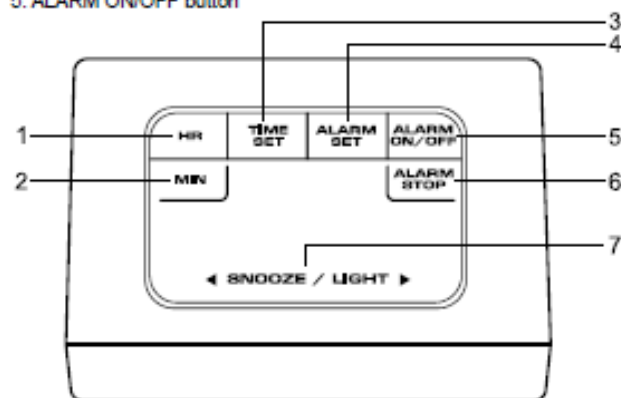 5. ALARM ON/OFF button
3
4
1
HR
TIME
SET
ALARM
SET
ALARM
ON/OFF
5
2
MIN
ALARM
STOP
6
7
◄ SNOOZE / LIGHT ►